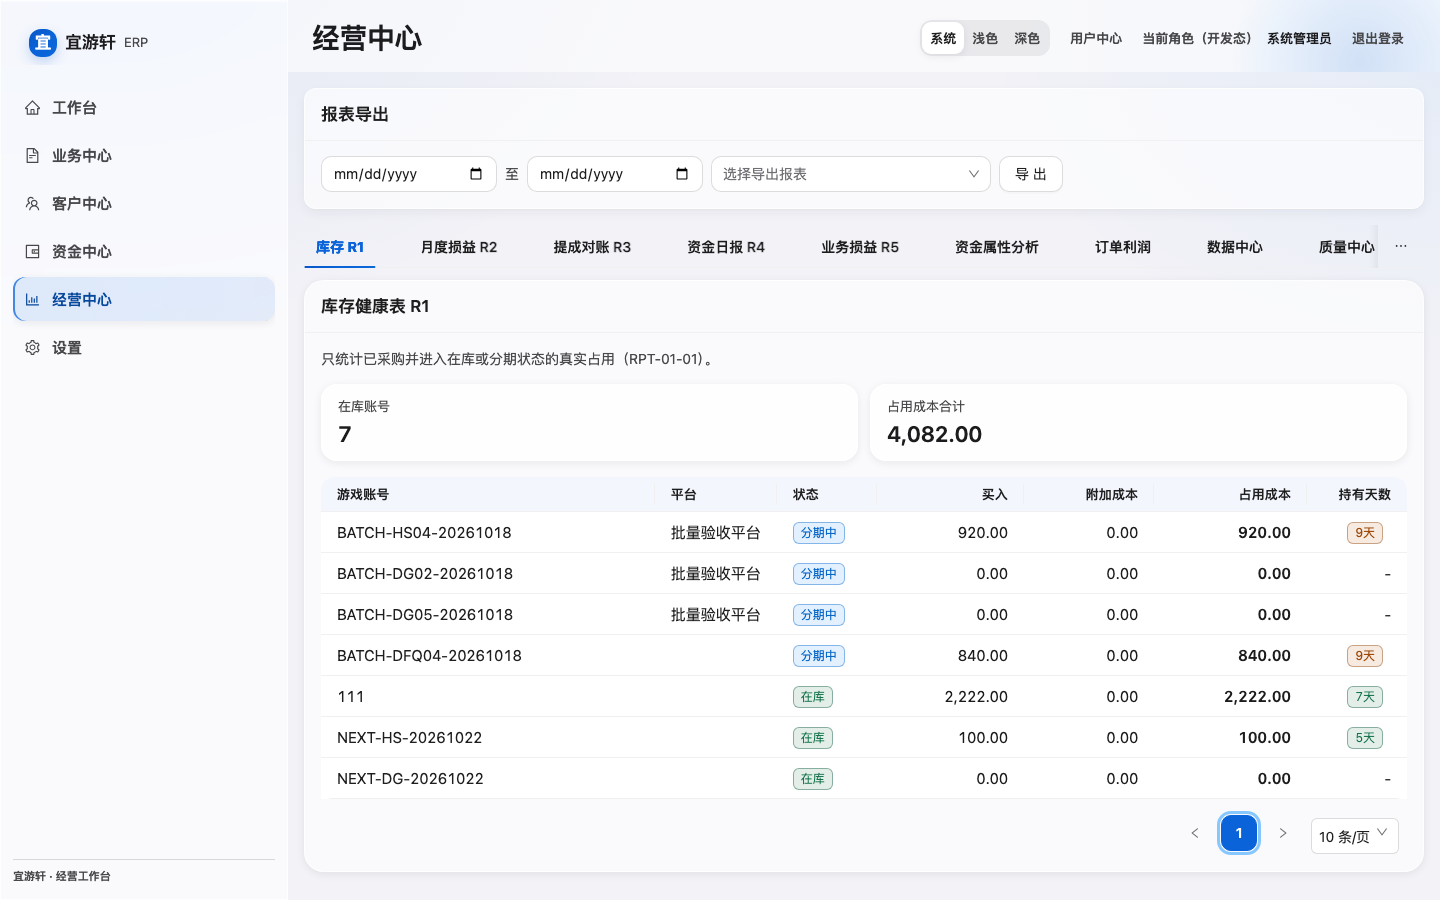 宜 宜游轩 ERP
工作台
业务中心
客户中心
资金中心
经营中心
设置
宜游轩 · 经营工作台
经营中心
系统 浅色 深色 用户中心 当前角色（开发态） 系统管理员 退出登录
报表导出
mm/dd/yyyy 至 mm/dd/yyyy 选择导出报表 导 出
库存 R1 月度损益 R2 提成对账 R3 资金日报 R4 业务损益 R5 资金属性分析 订单利润 数据中心 质量中心 ···
库存健康表 R1
只统计已采购并进入在库或分期状态的真实占用（RPT-01-01）。
在库账号
7
占用成本合计
4,082.00
游戏账号 平台 状态 买入 附加成本 占用成本 持有天数
BATCH-HS04-20261018 批量验收平台 分期中 920.00 0.00 920.00 9天
BATCH-DG02-20261018 批量验收平台 分期中 0.00 0.00 0.00 -
BATCH-DG05-20261018 批量验收平台 分期中 0.00 0.00 0.00 -
BATCH-DFQ04-20261018 分期中 840.00 0.00 840.00 9天
111 在库 2,222.00 0.00 2,222.00 7天
NEXT-HS-20261022 在库 100.00 0.00 100.00 5天
NEXT-DG-20261022 在库 0.00 0.00 0.00 -
< 1 > 10 条/页